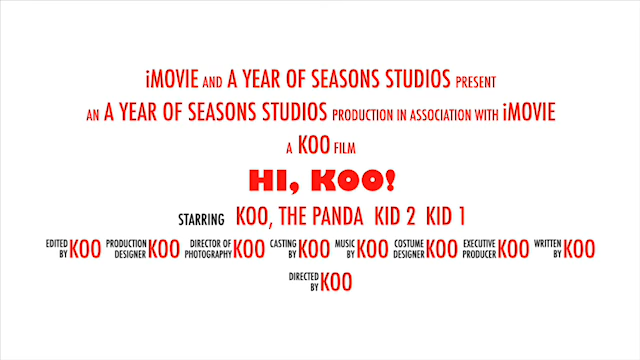 iMOVIE AND A YEAR OF SEASONS STUDIOS PRESENT
AN A YEAR OF SEASONS STUDIOS PRODUCTION IN ASSOCIATION WITH iMOVIE
A KOO FILM
HI, KOO!
STARRING KOO, THE PANDA KID 2 KID 1
EDITED BY KOO PRODUCTION DESIGNER KOO DIRECTOR OF PHOTOGRAPHY KOO CASTING BY KOO MUSIC BY KOO COSTUME DESIGNER KOO EXECUTIVE PRODUCER KOO WRITTEN BY KOO
DIRECTED BY KOO